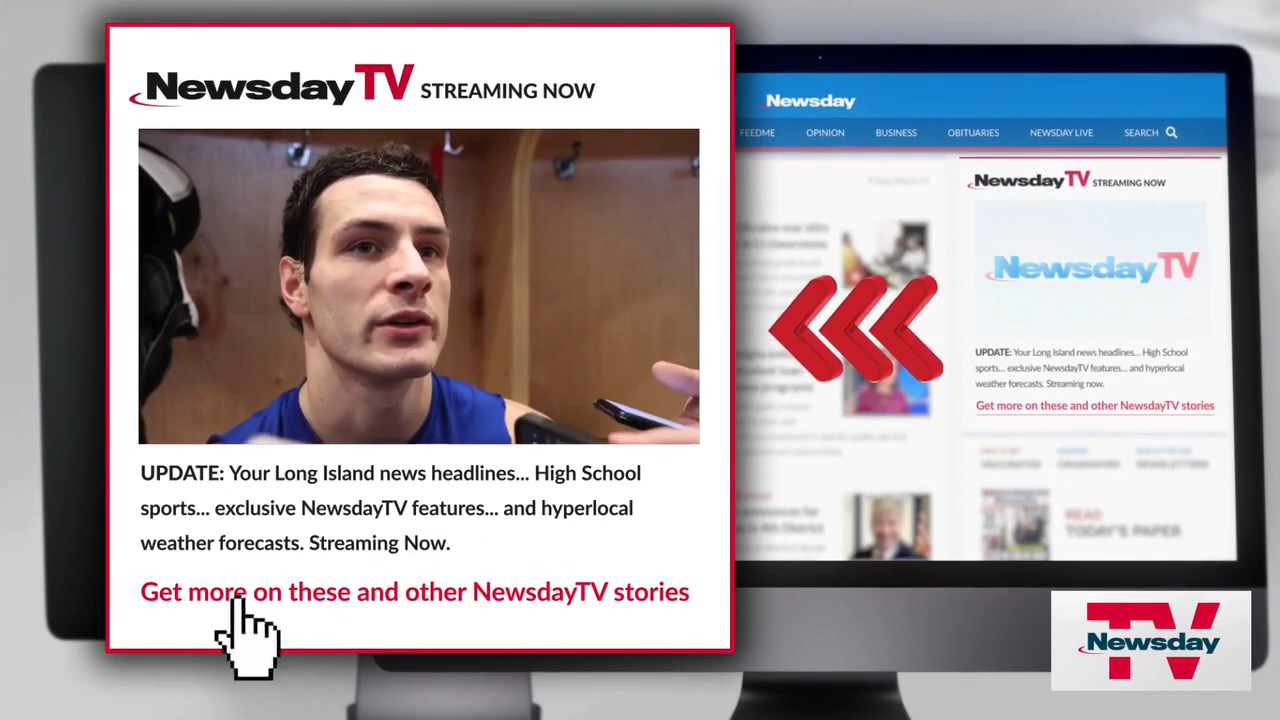 NewsdayTV STREAMING NOW
UPDATE: Your Long Island news headlines... High School
sports... exclusive NewsdayTV features... and hyperlocal
weather forecasts. Streaming Now.
Get more on these and other NewsdayTV stories
Newsday
FEEDME OPINION BUSINESS OBITUARIES NEWSDAY LIVE SEARCH
NewsdayTV STREAMING NOW
NewsdayTV
UPDATE: Your Long Island news headlines... High School
sports... exclusive NewsdayTV features... and hyperlocal
weather forecasts. Streaming now.
Get more on these and other NewsdayTV stories
READ
TODAY'S PAPER
TV
Newsday